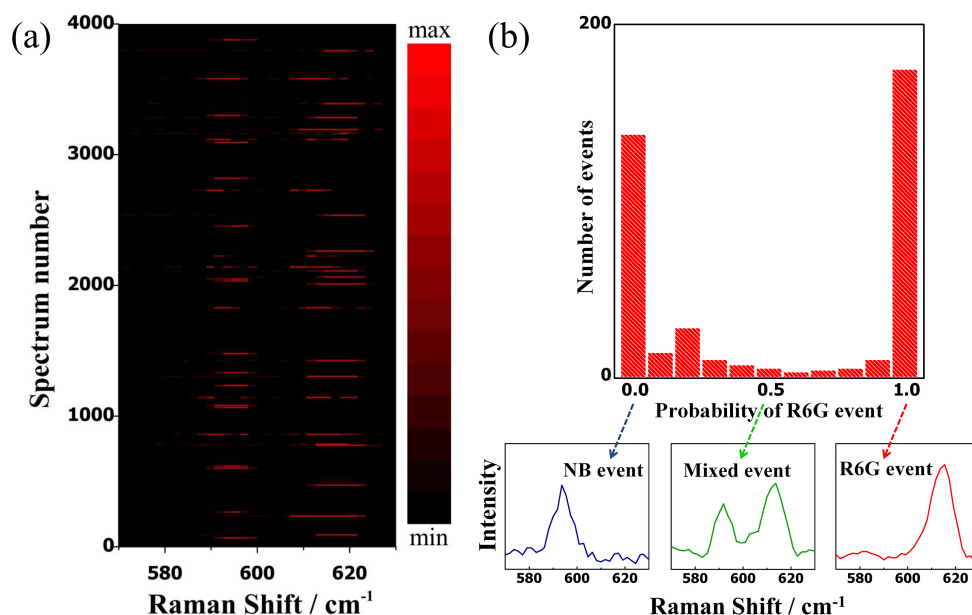 (a)
max
min
4000
3000
2000
1000
0
Spectrum number
580
600
620
Raman Shift / cm⁻¹
(b)
200
0
Number of events
0.0
0.5
1.0
Probability of R6G event
Intensity
NB event
Mixed event
R6G event
580
600
620
580
600
620
580
600
620
Raman Shift / cm⁻¹